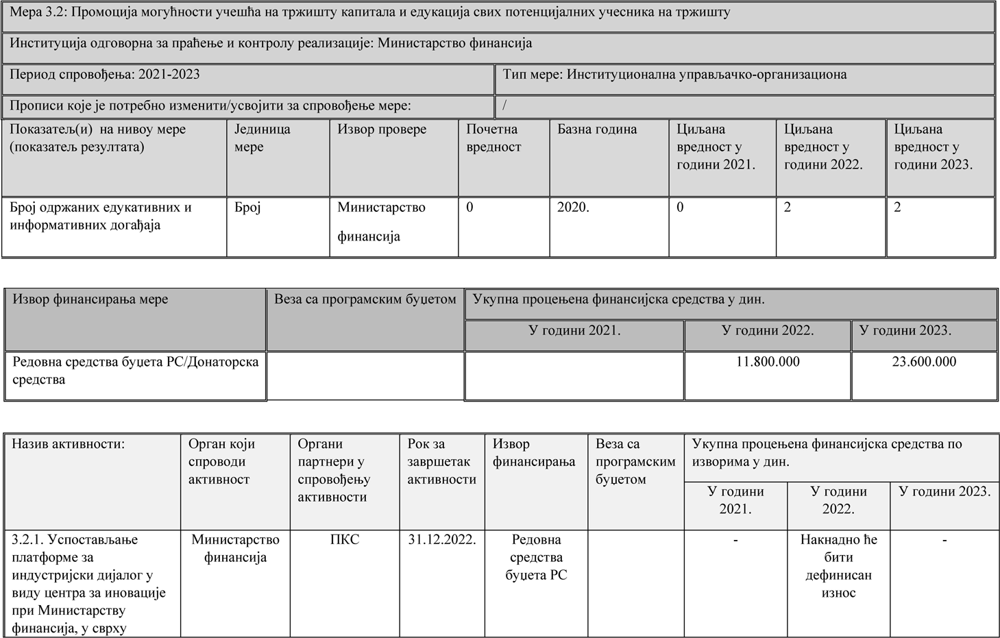 Мера 3.2: Промоција могућности учешћа на тржишту капитала и едукација свих потенцијалних учесника на тржишту
Институција одговорна за праћење и контролу реализације: Министарство финансија
Период спровођења: 2021-2023
Тип мере: Институционална управљачко-организациона
Прописи које је потребно изменити/усвојити за спровођење мере:
/
Показатељ(и) на нивоу мере
(показатељ резултата)
Јединица
мере
Извор провере
Почетна
вредност
Базна година
Циљана
вредност у
години 2021.
Циљана
вредност у
години 2022.
Циљана
вредност у
години 2023.
Број одржаних едукативних и
информативних догађаја
Број
Министарство
финансија
0
2020.
0
2
2
Извор финансирања мере
Веза са програмским буџетом
Укупна процењена финансијска средства у дин.
У години 2021.
У години 2022.
У години 2023.
Редовна средства буџета РС/Донаторска
средства
11.800.000
23.600.000
Назив активности:
Орган који
спроводи
активност
Органи
партнери у
спровођењу
активности
Рок за
завршетак
активности
Извор
финансирања
Веза са
програмским
буџетом
Укупна процењена финансијска средства по
изворима у дин.
У години
2021.
У години
2022.
У години 2023.
3.2.1. Успостављање
платформе за
индустријски дијалог у
виду центра за иновације
при Министарству
финансија, у сврху
Министарство
финансија
ПКС
31.12.2022.
Редовна
средства
буџета РС
-
Накнадно ће
бити
дефинисан
износ
-